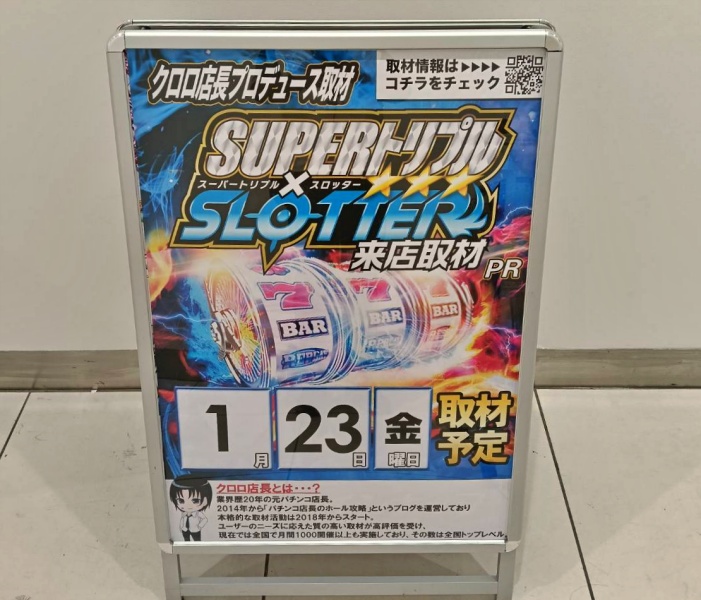 クロロ店長プロデュース取材
取材情報は▶▶▶▶
コチラをチェック
SUPERトリプル
スーパートリプル×スロッター
SLOTTER
来店取材
PR
7 7 7
BAR BAR BAR
1月 23日 金曜日
取材
予定
クロロ店長とは・・・?
業界歴20年の元パチンコ店長。
2014年から「パチンコ店長のホール攻略」というブログを運営しており
本格的な取材活動は2018年からスタート。
ユーザーのニーズに応えた質の高い取材が高評価を受け、
現在では全国で月間1000開催以上も実施しており、その数は全国トップレベル